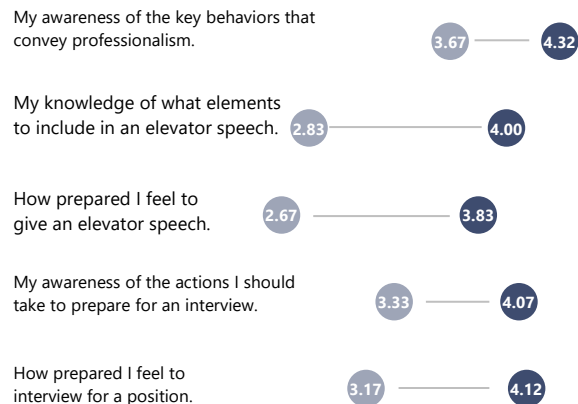 My awareness of the key behaviors that
convey professionalism.
3.67 4.32
My knowledge of what elements
to include in an elevator speech.
2.83 4.00
How prepared I feel to
give an elevator speech.
2.67 3.83
My awareness of the actions I should
take to prepare for an interview.
3.33 4.07
How prepared I feel to
interview for a position.
3.17 4.12